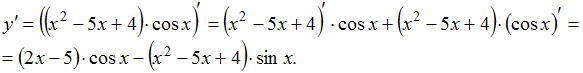 y′ = ((x² − 5x + 4) · cos x)′ = (x² − 5x + 4)′ · cos x + (x² − 5x + 4) · (cos x)′ =
= (2x − 5) · cos x − (x² − 5x + 4) · sin x.